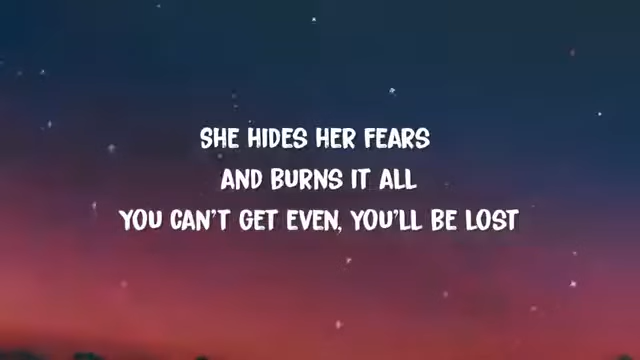 SHE HIDES HER FEARS
AND BURNS IT ALL
YOU CAN'T GET EVEN, YOU'LL BE LOST